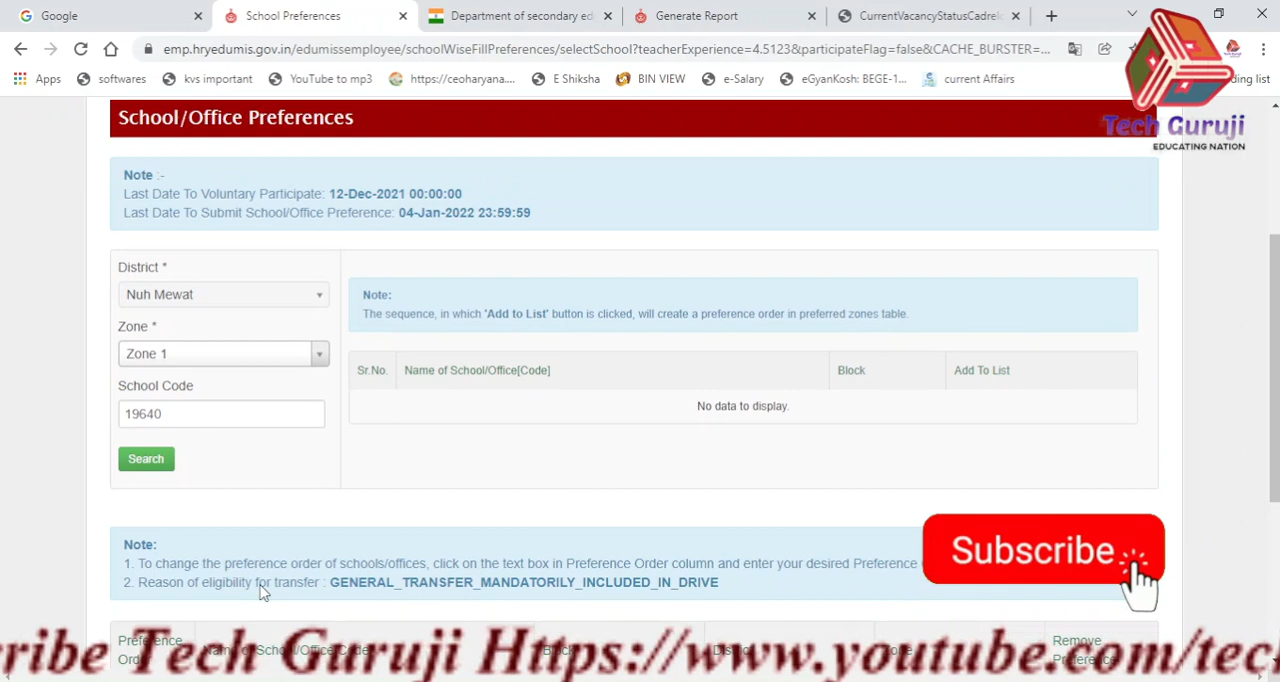 Google
School Preferences
Department of secondary ed
Generate Report
CurrentVacancyStatusCadrel
emp.hryedumis.gov.in/edumissemployee/schoolWiseFillPreferences/selectSchool?teacherExperience=4.5123&participateFlag=false&CACHE_BURSTER=...
Apps
softwares
kvs important
YouTube to mp3
https://ceohanana....
E Shiksha
BIN VIEW
e-Salary
eGyanKosh: BEGE-1...
current Affairs
ding list
Tech Guruji
EDUCATING NATION
School/Office Preferences
Note :-
Last Date To Voluntary Participate: 12-Dec-2021 00:00:00
Last Date To Submit School/Office Preference: 04-Jan-2022 23:59:59
District *
Nuh Mewat
Zone *
Zone 1
School Code
19640
Search
Note:
The sequence, in which 'Add to List' button is clicked, will create a preference order in preferred zones table.
Sr.No. Name of School/Office[Code] Block Add To List
No data to display.
Note:
1. To change the preference order of schools/offices, click on the text box in Preference Order column and enter your desired Preference
2. Reason of eligibility for transfer : GENERAL_TRANSFER_MANDATORILY_INCLUDED_IN_DRIVE
Subscribe
Preference Order
Remove Preference
ribe Tech Guruji Https://www.youtube.com/tec